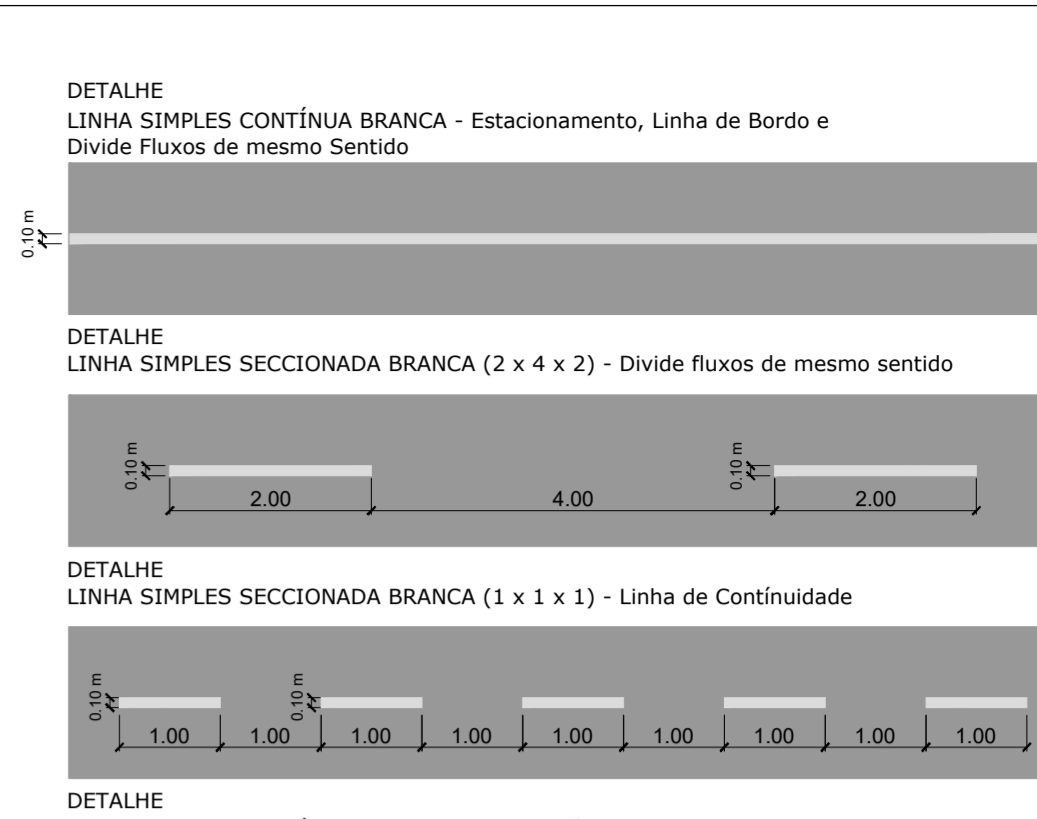 DETALHE
LINHA SIMPLES CONTÍNUA BRANCA - Estacionamento, Linha de Bordo e
Divide Fluxos de mesmo Sentido
0.10 m
DETALHE
LINHA SIMPLES SECCIONADA BRANCA (2 x 4 x 2) - Divide fluxos de mesmo sentido
0.10 m 0.10 m
2.00 4.00 2.00
DETALHE
LINHA SIMPLES SECCIONADA BRANCA (1 x 1 x 1) - Linha de Contínuidade
0.10 m 0.10 m
1.00 1.00 1.00 1.00 1.00 1.00 1.00 1.00 1.00
DETALHE